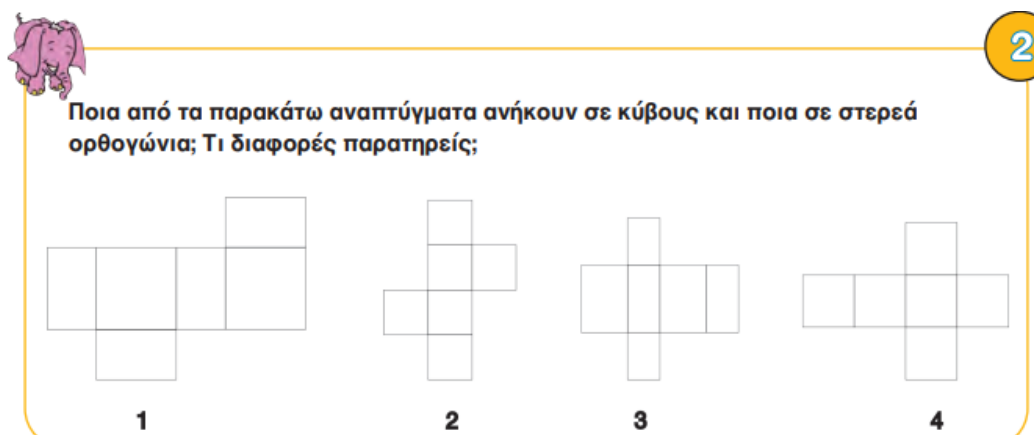 2
Ποια από τα παρακάτω αναπτύγματα ανήκουν σε κύβους και ποια σε στερεά
ορθογώνια; Τι διαφορές παρατηρείς;
1 2 3 4